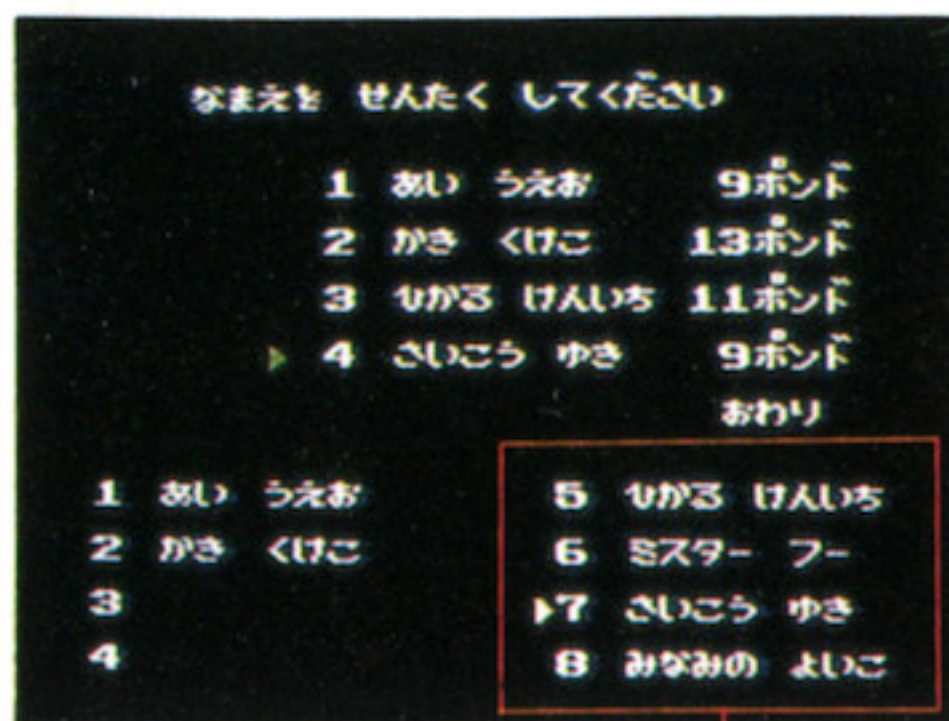 なまえを せんたく してください
1 あい うえお 9ポンド
2 かき くけこ 13ポンド
3 ひかる けんいち 11ポンド
4 さいこう ゆき 9ポンド
おわり
1 あい うえお
2 かき くけこ
3
4
5 ひかる けんいち
6 ミスター フー
7 さいこう ゆき
8 みなみの よいこ